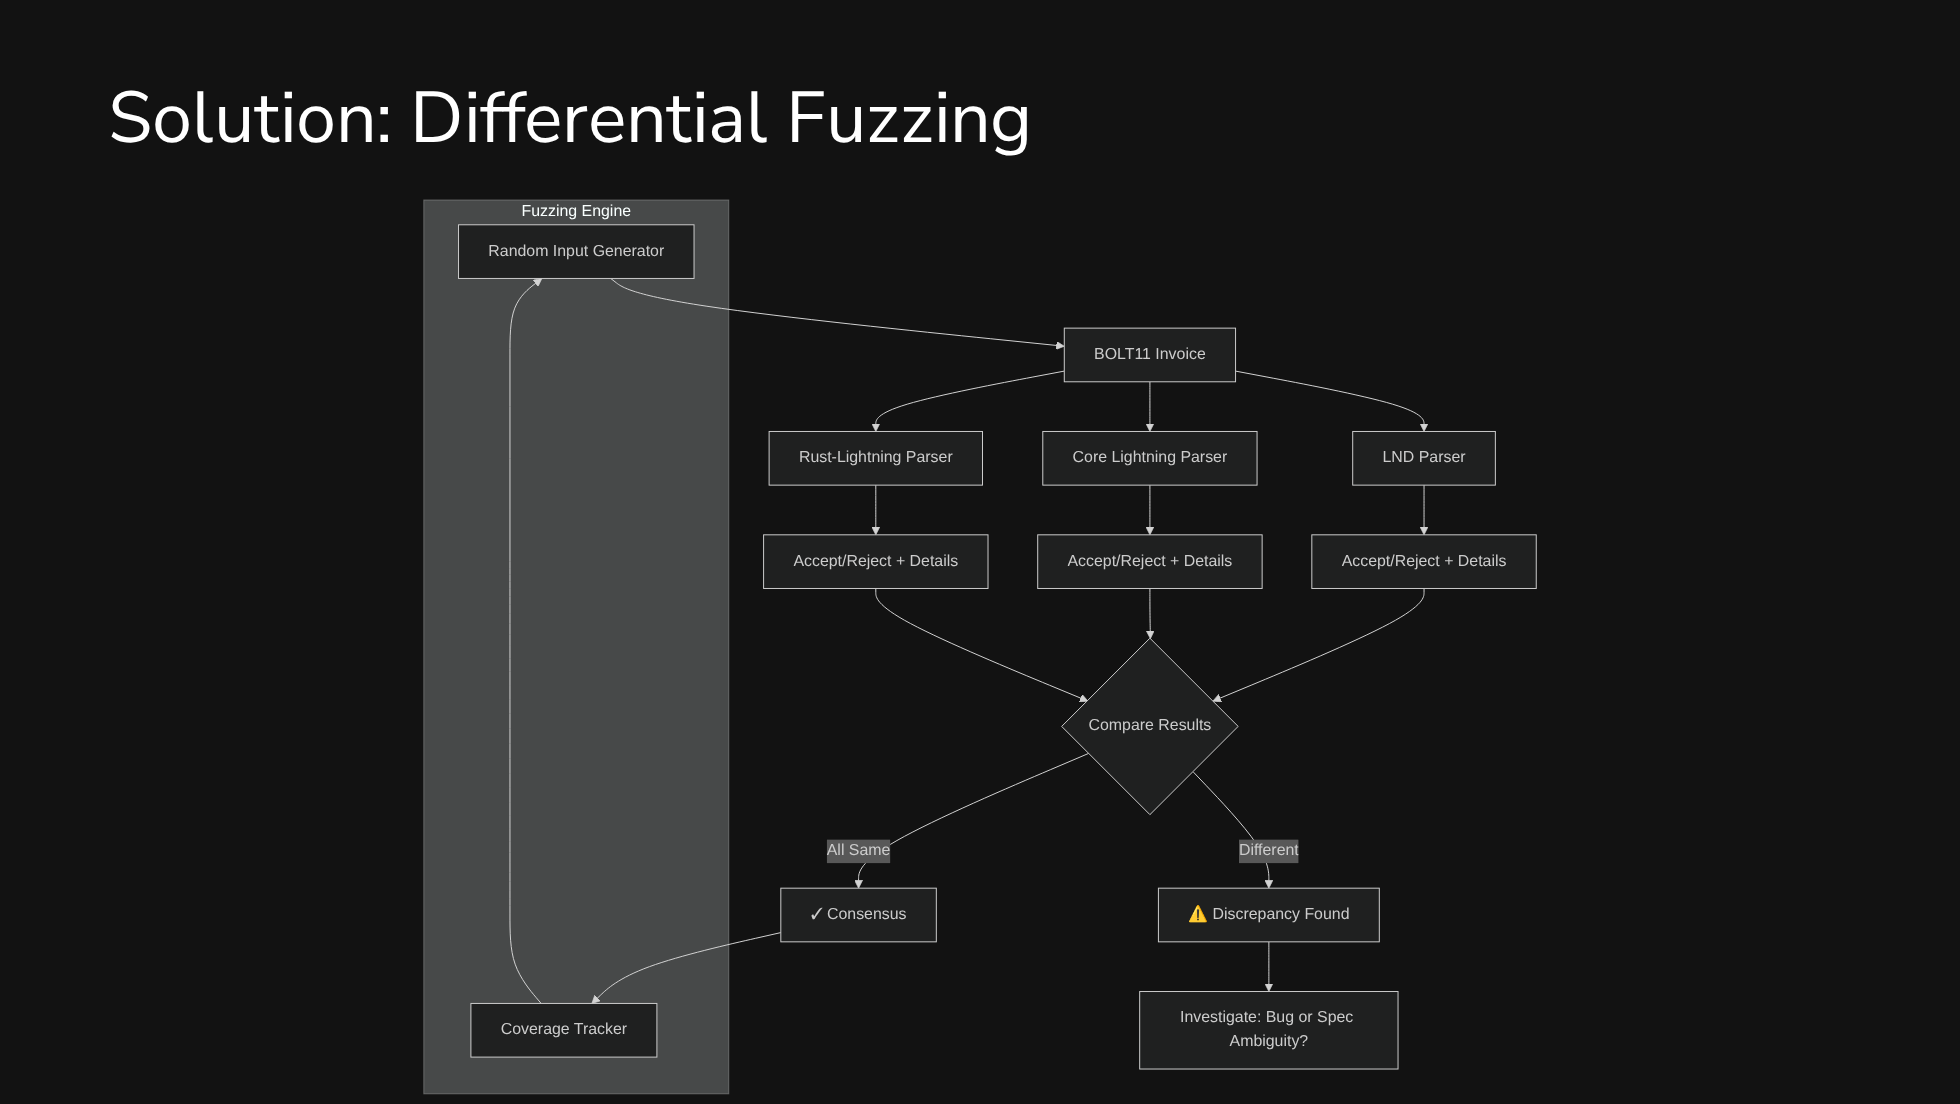 Solution: Differential Fuzzing
Fuzzing Engine
Random Input Generator
BOLT11 Invoice
Rust-Lightning Parser
Core Lightning Parser
LND Parser
Accept/Reject + Details
Accept/Reject + Details
Accept/Reject + Details
Compare Results
All Same
Different
✓ Consensus
⚠️ Discrepancy Found
Coverage Tracker
Investigate: Bug or Spec
Ambiguity?